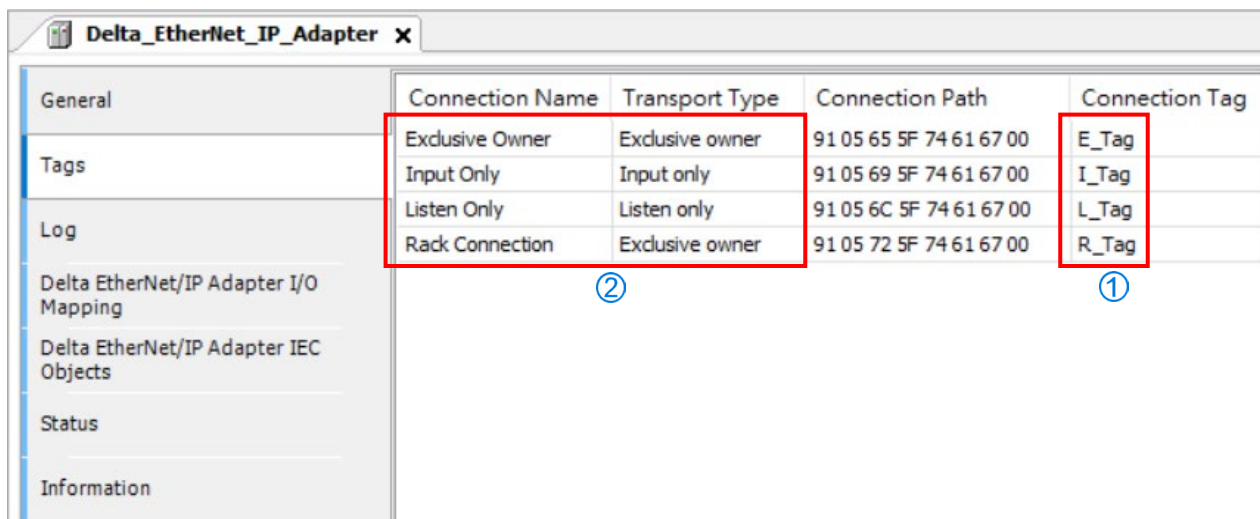 Delta_EtherNet_IP_Adapter x
General
Tags
Log
Delta EtherNet/IP Adapter I/O
Mapping
Delta EtherNet/IP Adapter IEC
Objects
Status
Information
Connection Name Transport Type Connection Path Connection Tag
Exclusive Owner Exclusive owner 91 05 65 5F 74 61 67 00 E_Tag
Input Only Input only 91 05 69 5F 74 61 67 00 I_Tag
Listen Only Listen only 91 05 6C 5F 74 61 67 00 L_Tag
Rack Connection Exclusive owner 91 05 72 5F 74 61 67 00 R_Tag
② ①